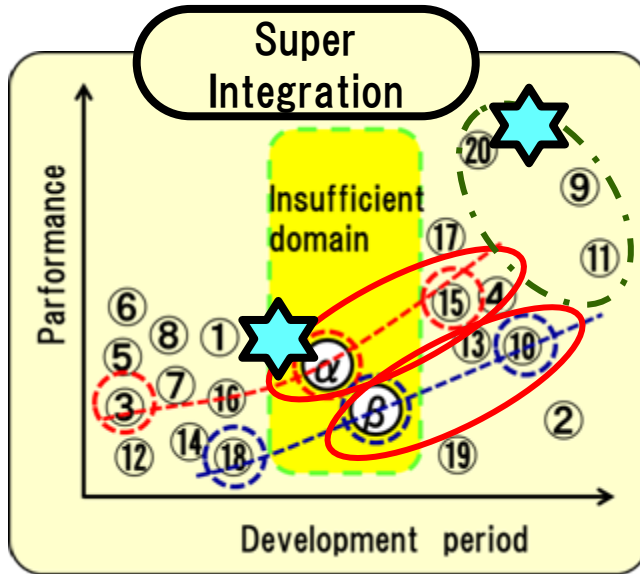 Super
Integration
Parformance
Insufficient
domain
⑳
⑨
⑰
⑪
⑥
⑮
④
⑧
①
⑤
α
⑬
⑩
⑦
③
⑯
β
②
⑭
⑫
⑱
⑲
Development period